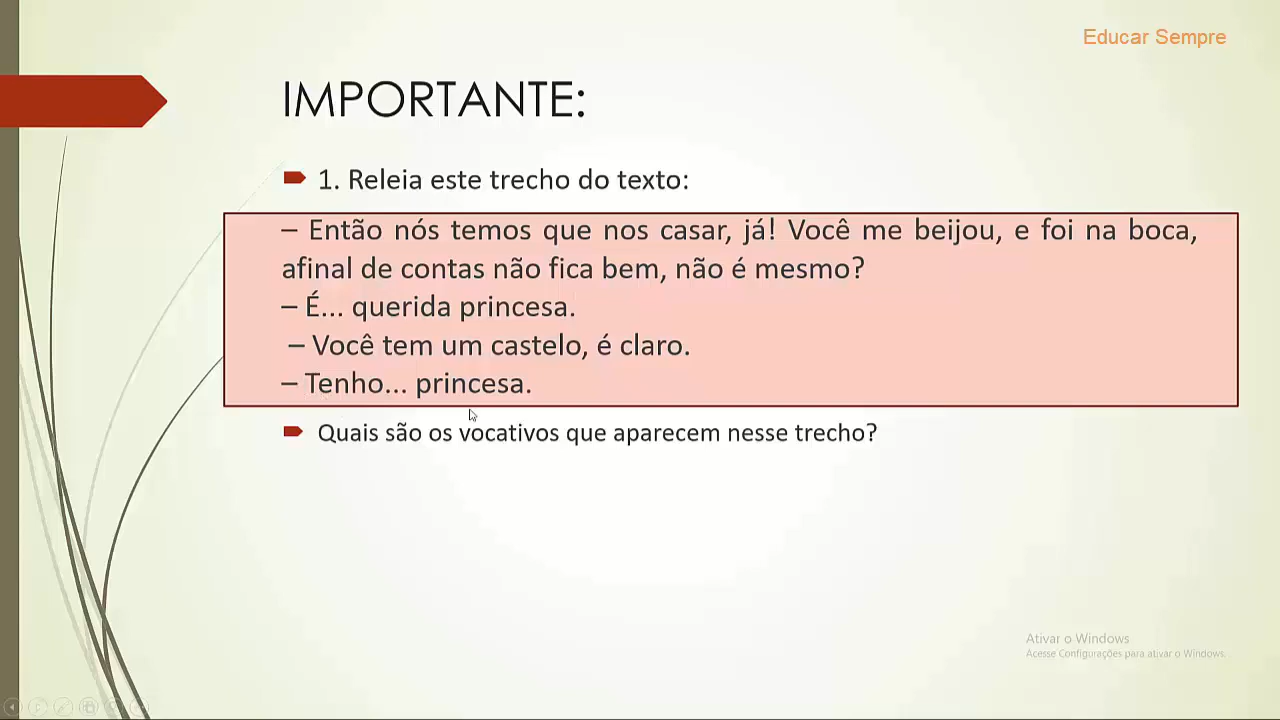 Educar Sempre
IMPORTANTE:
1. Releia este trecho do texto:
– Então nós temos que nos casar, já! Você me beijou, e foi na boca,
afinal de contas não fica bem, não é mesmo?
– É... querida princesa.
– Você tem um castelo, é claro.
– Tenho... princesa.
Quais são os vocativos que aparecem nesse trecho?
Ativar o Windows
Acesse Configurações para ativar o Windows.